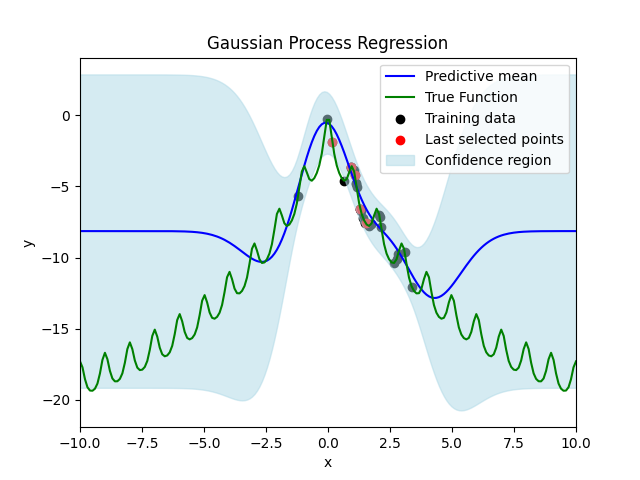 Gaussian Process Regression
Predictive mean
True Function
Training data
Last selected points
Confidence region
y
0
−5
−10
−15
−20
−10.0 −7.5 −5.0 −2.5 0.0 2.5 5.0 7.5 10.0
x